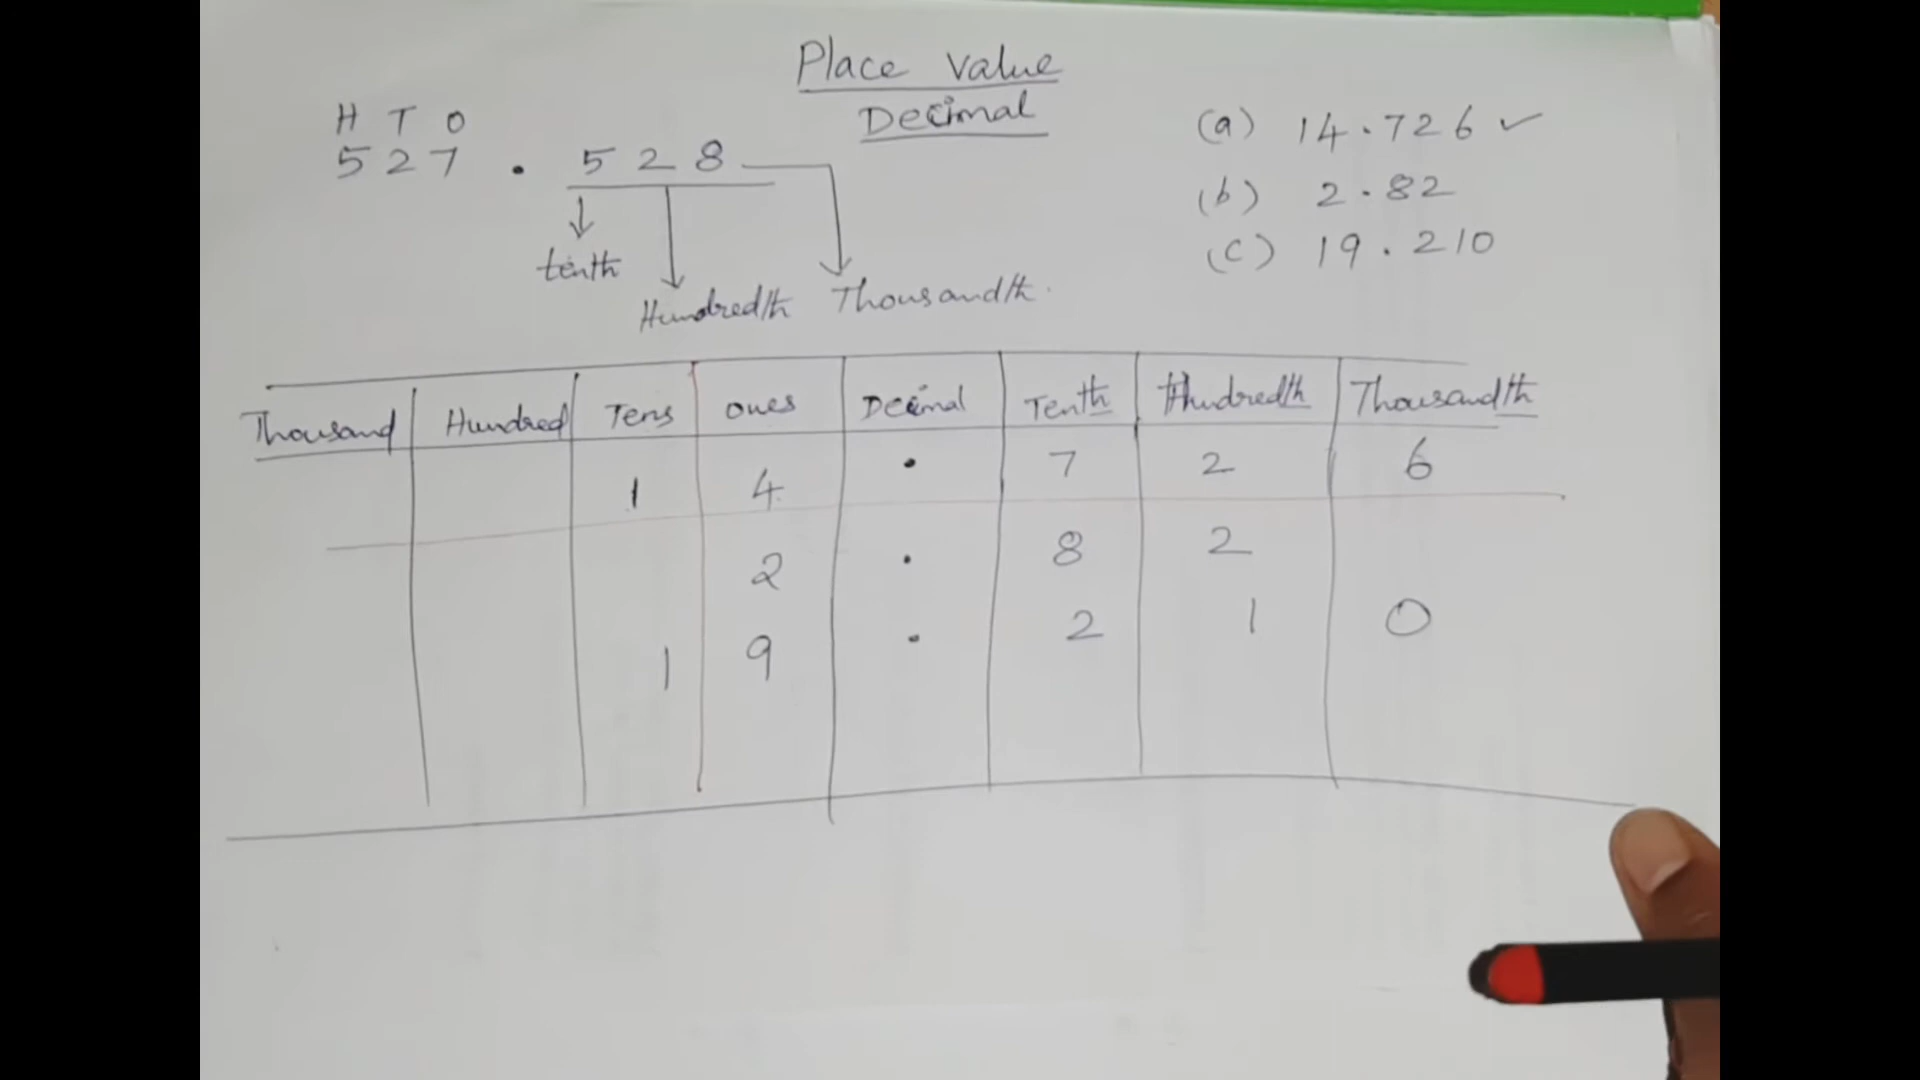 Place Value
Decimal
H T O
527 . 528
tenth
Hundredth Thousandth.
(a) 14.726 ✓
(b) 2.82
(c) 19.210
Thousand Hundred Tens ones Decimal Tenth Hundredth Thousandth
1 4 . 7 2 6
2 . 8 2
1 9 . 2 1 0